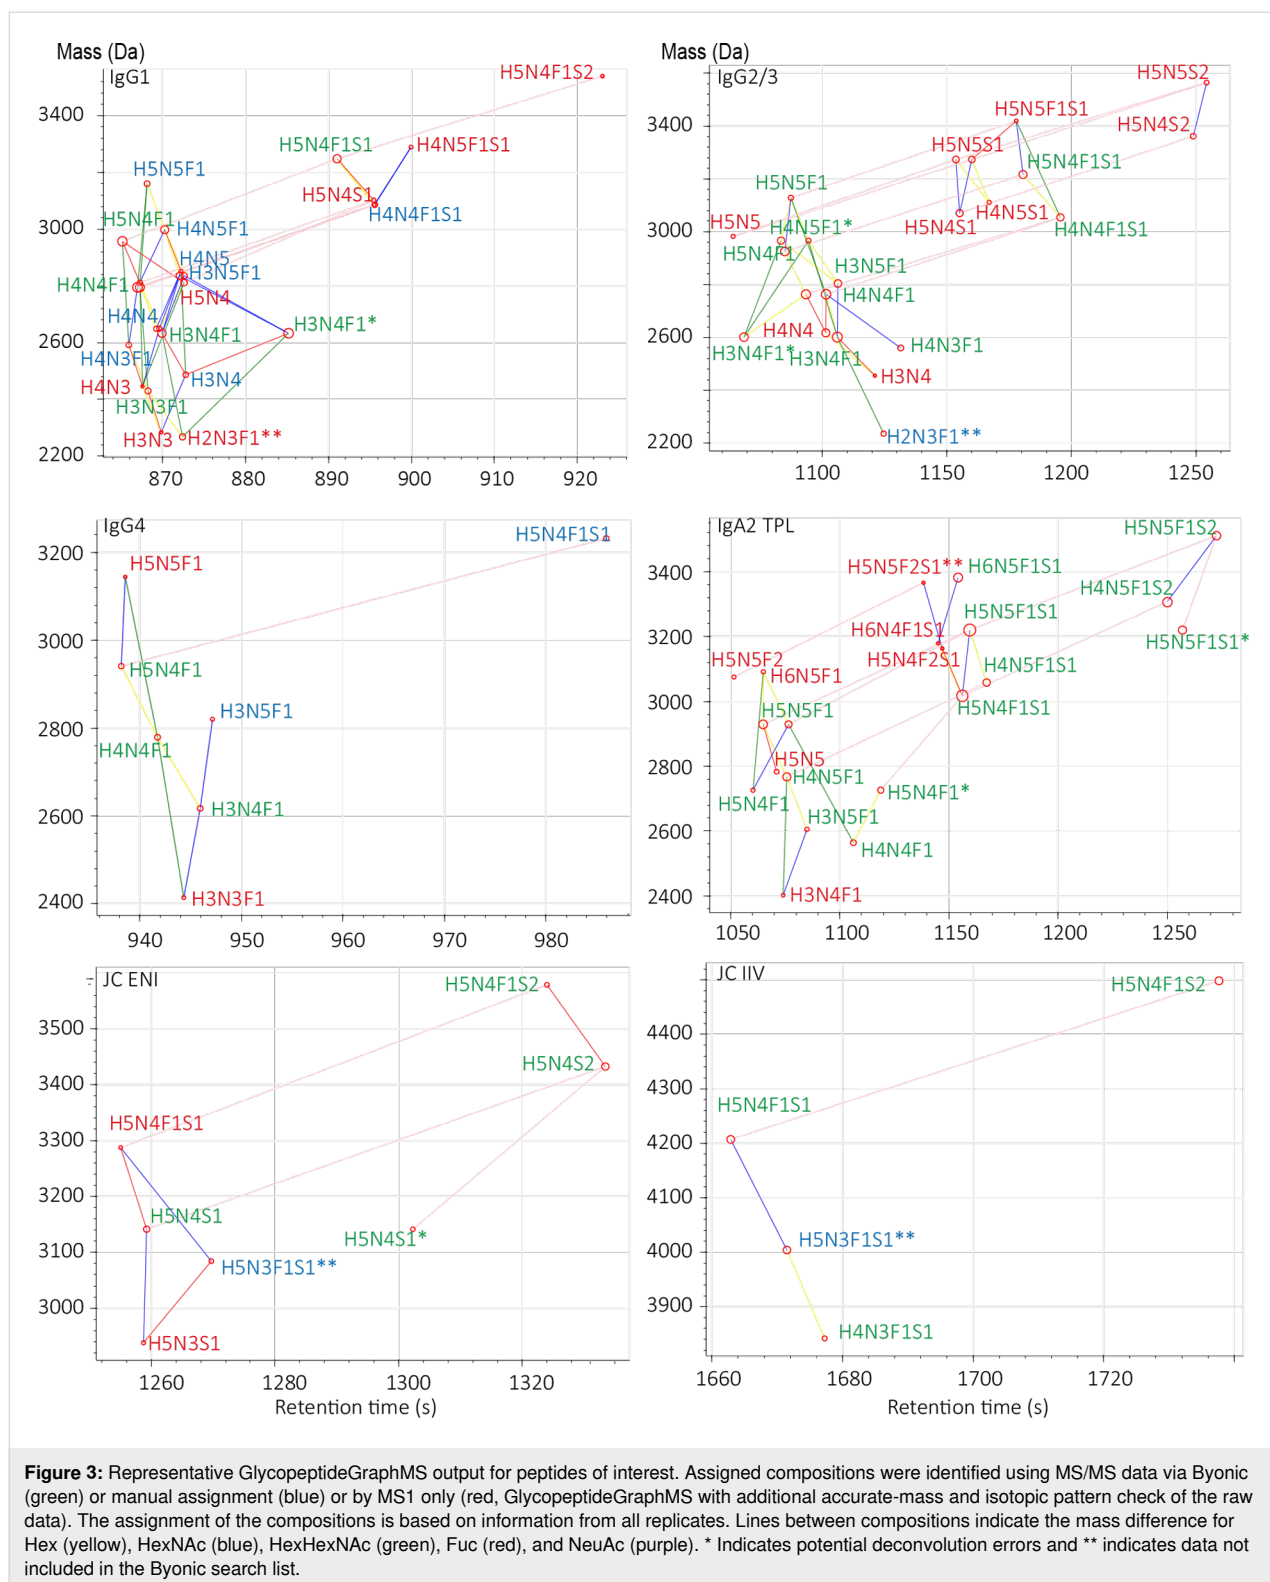 Mass (Da)
IgG1
H5N4F1S2
3400
H5N4F1S1
H4N5F1S1
H5N5F1
H5N4S1
H4N4F1S1
H5N4F1
H4N5F1
3000
H4N5
H3N5F1
H4N4F1
H5N4
H4N4
H3N4F1
H3N4F1*
2600
H4N3F1
H4N3
H3N4
H3N3F1
H3N3
H2N3F1**
2200
870 880 890 900 910 920
Mass (Da)
IgG2/3
H5N5S2
3400
H5N5F1S1
H5N4S2
H5N5S1
H5N4F1S1
H5N5F1
H4N5S1
H5N5
H4N5F1*
H5N4S1
H4N4F1S1
3000
H5N4F1
H3N5F1
H4N4F1
H4N4
H4N3F1
H3N4F1*
H3N4F1
2600
H3N4
H2N3F1**
2200
1100 1150 1200 1250
IgG4
H5N4F1S1
3200
H5N5F1
3000
H5N4F1
2800
H3N5F1
H4N4F1
2600
H3N4F1
2400
H3N3F1
940 950 960 970 980
IgA2 TPL
H5N5F1S2
H5N5F2S1**
H6N5F1S1
3400
H4N5F1S2
H5N5F1S1
H6N4F1S1
3200
H5N5F1S1*
H5N4F2S1
H4N5F1S1
H5N5F2
H6N5F1
3000
H5N5F1
H5N4F1S1
H5N5
2800
H4N5F1
H5N4F1
H5N4F1*
H3N5F1
2600
H4N4F1
2400
H3N4F1
1050 1100 1150 1200 1250
JC ENI
H5N4F1S2
3500
H5N4S2
3400
H5N4F1S1
3300
3200
H5N4S1
H5N4S1*
3100
H5N3F1S1**
3000
H5N3S1
1260 1280 1300 1320
Retention time (s)
JC IIV
H5N4F1S2
4400
4300
H5N4F1S1
4200
4100
H5N3F1S1**
4000
3900
H4N3F1S1
1660 1680 1700 1720
Retention time (s)
Figure 3: Representative GlycopeptideGraphMS output for peptides of interest. Assigned compositions were identified using MS/MS data via Byonic
(green) or manual assignment (blue) or by MS1 only (red, GlycopeptideGraphMS with additional accurate-mass and isotopic pattern check of the raw
data). The assignment of the compositions is based on information from all replicates. Lines between compositions indicate the mass difference for
Hex (yellow), HexNAc (blue), HexHexNAc (green), Fuc (red), and NeuAc (purple). * Indicates potential deconvolution errors and ** indicates data not
included in the Byonic search list.